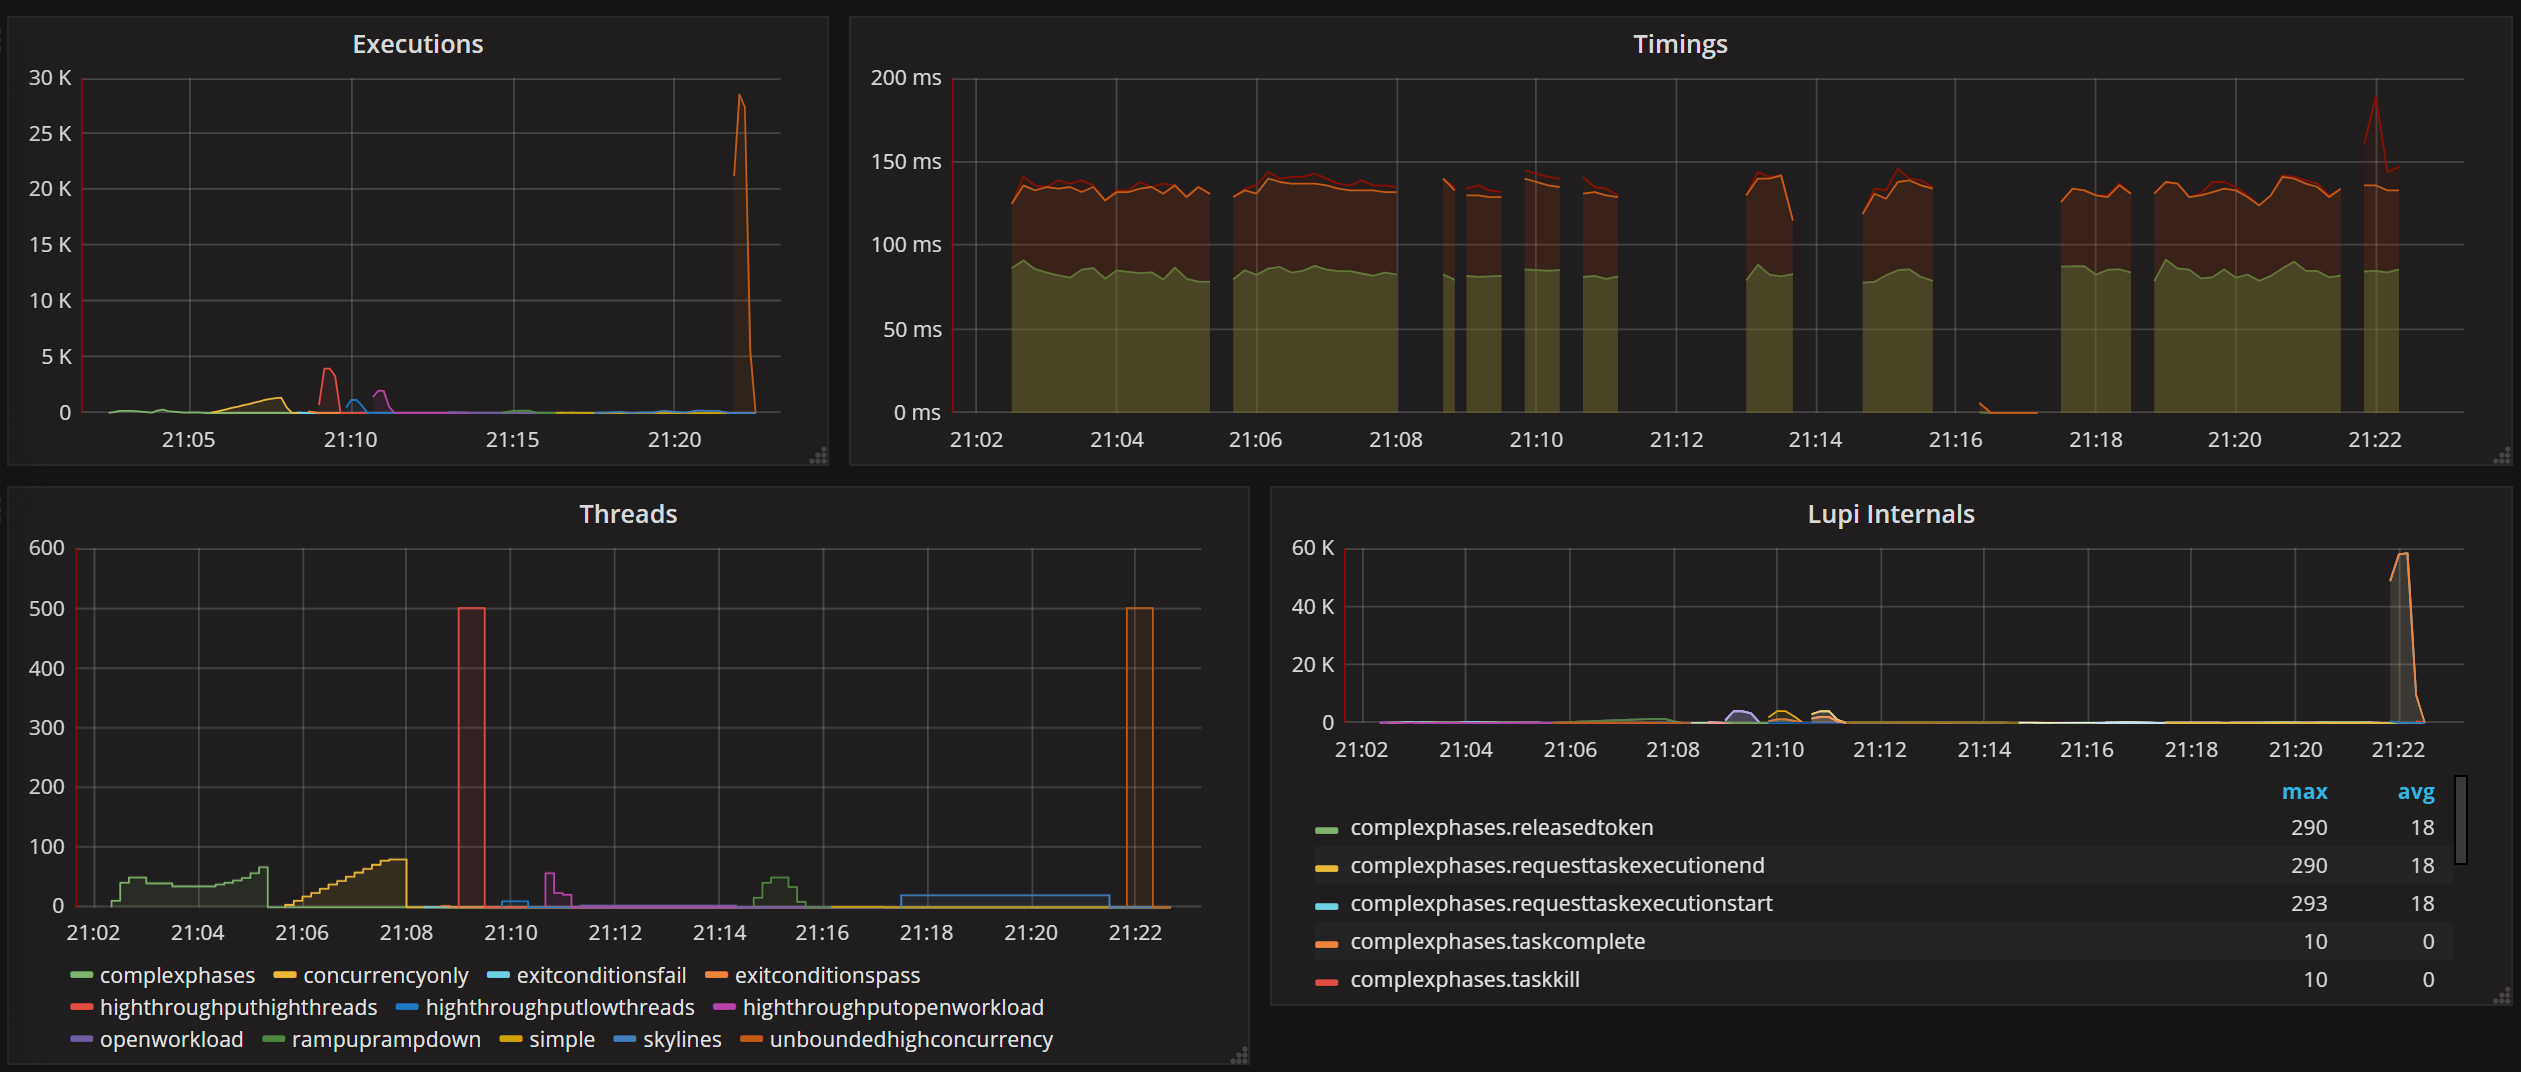 Executions
30 K
25 K
20 K
15 K
10 K
5 K
0
21:05 21:10 21:15 21:20
Timings
200 ms
150 ms
100 ms
50 ms
0 ms
21:02 21:04 21:06 21:08 21:10 21:12 21:14 21:16 21:18 21:20 21:22
Threads
600
500
400
300
200
100
0
21:02 21:04 21:06 21:08 21:10 21:12 21:14 21:16 21:18 21:20 21:22
complexphases concurrencyonly exitconditionsfail exitconditionspass
highthroughputhighthreads highthroughputlowthreads highthroughputopenworkload
openworkload rampuprampdown simple skylines unboundedhighconcurrency
Lupi Internals
60 K
40 K
20 K
0
21:02 21:04 21:06 21:08 21:10 21:12 21:14 21:16 21:18 21:20 21:22
max avg
complexphases.releasedtoken 290 18
complexphases.requesttaskexecutionend 290 18
complexphases.requesttaskexecutionstart 293 18
complexphases.taskcomplete 10 0
complexphases.taskkill 10 0